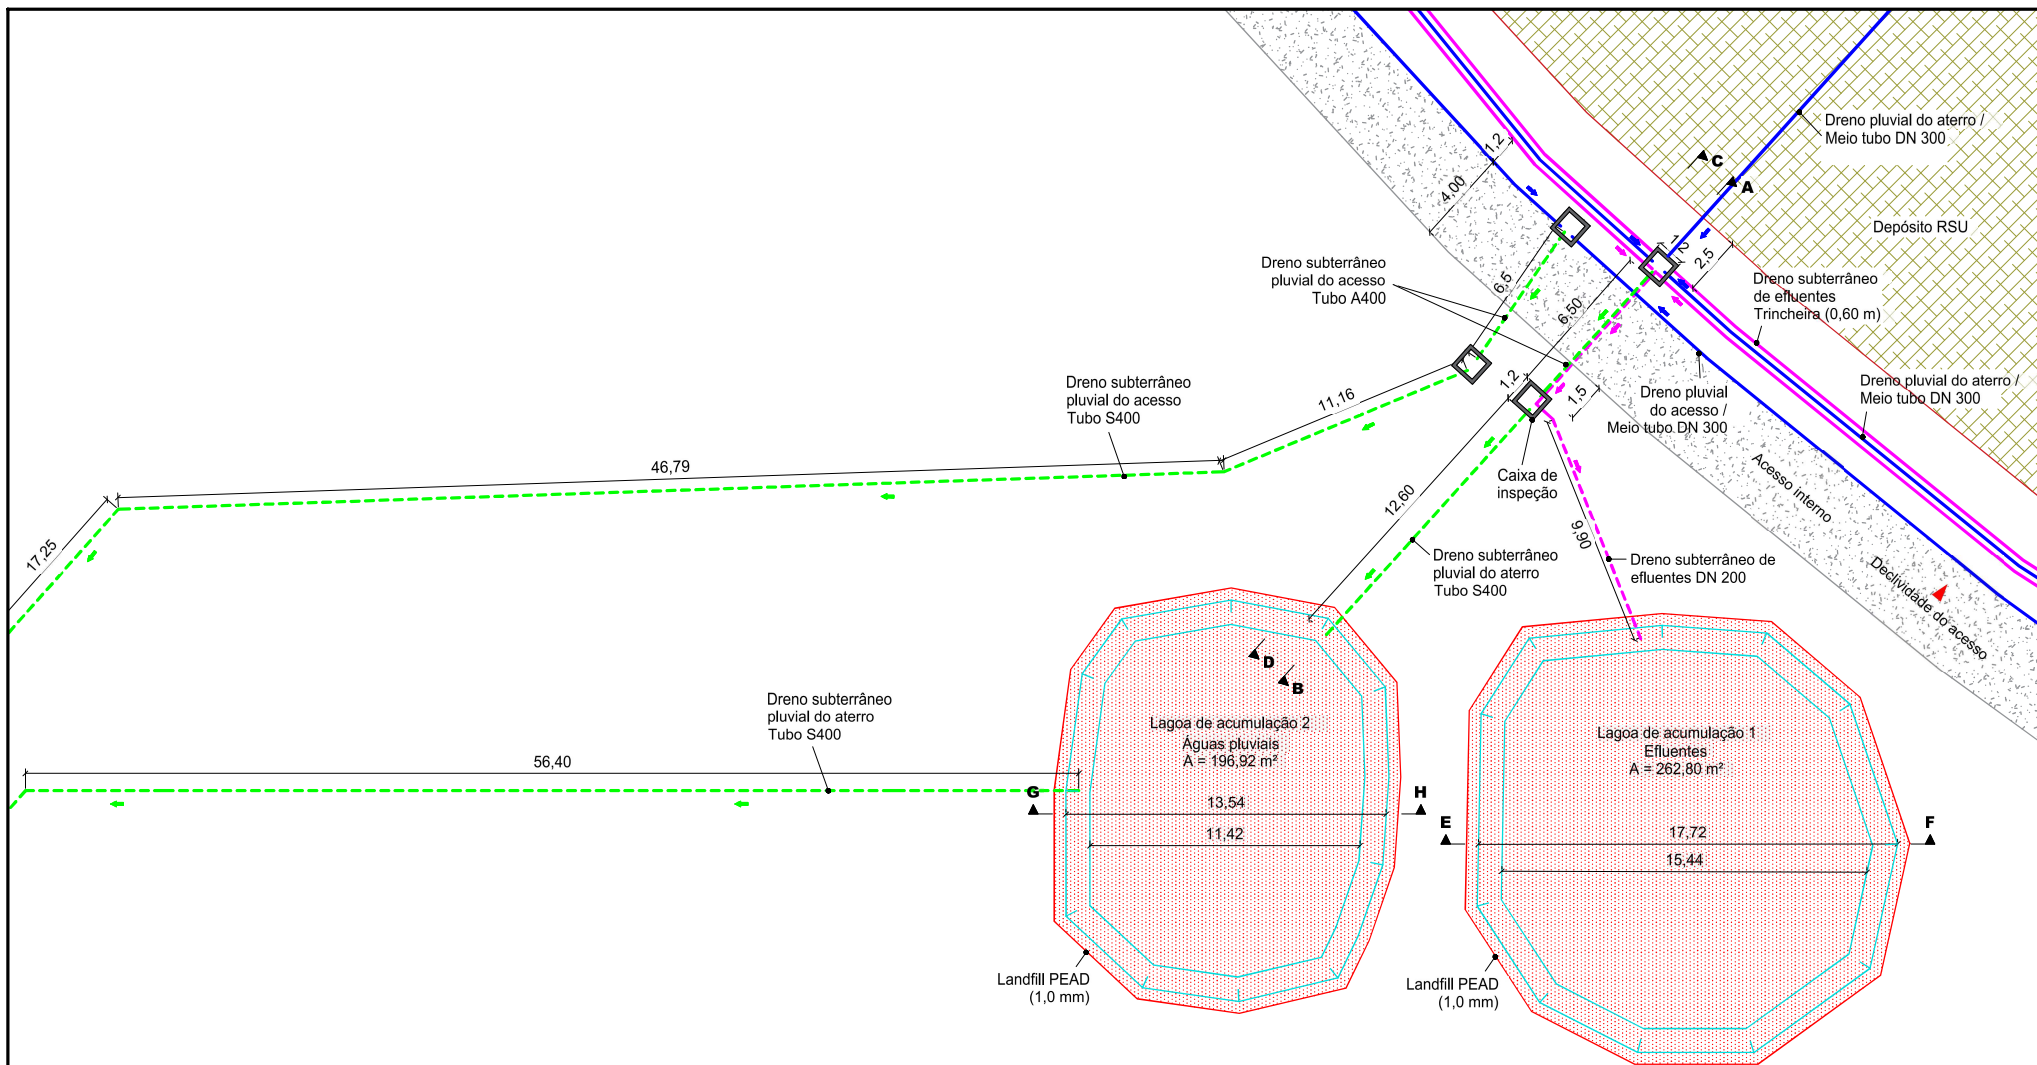 Dreno pluvial do aterro /
Meio tubo DN 300
C
A
1,2
4,00
Depósito RSU
1,2
2,5
Dreno subterrâneo
pluvial do acesso
Tubo A400
6,5
6,50
Dreno subterrâneo
de efluentes
Trincheira (0,60 m)
Dreno subterrâneo
pluvial do acesso
Tubo S400
11,16
1,2
1,5
Dreno pluvial
do acesso /
Meio tubo DN 300
Dreno pluvial do aterro /
Meio tubo DN 300
46,79
Caixa de
inspeção
Acesso interno
12,60
9,90
17,25
Dreno subterrâneo
pluvial do aterro
Tubo S400
Dreno subterrâneo de
efluentes DN 200
Declividade do acesso
D
B
Dreno subterrâneo
pluvial do aterro
Tubo S400
56,40
Lagoa de acumulação 2
Águas pluviais
A = 196,92 m²
Lagoa de acumulação 1
Efluentes
A = 262,80 m²
G
13,54
H
11,42
E
17,72
F
15,44
Landfill PEAD
(1,0 mm)
Landfill PEAD
(1,0 mm)